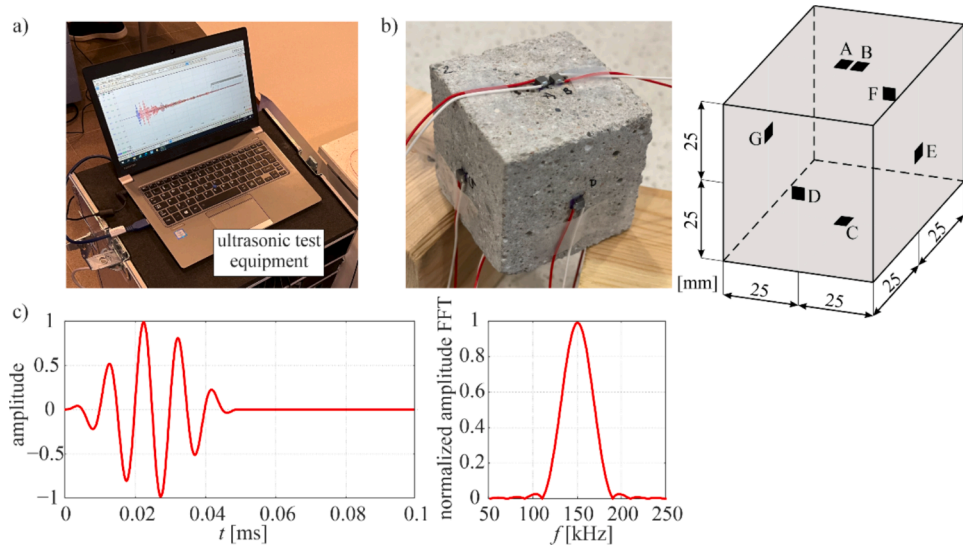 a)
ultrasonic test
equipment
b)
2
B
D
A B
F
G
E
D
C
25
25
[mm]
25
25
25
25
c)
amplitude
1
0.5
0
−0.5
−1
0
0.02
0.04
0.06
0.08
0.1
t [ms]
normalized amplitude FFT
1
0.8
0.6
0.4
0.2
0
50
100
150
200
250
f [kHz]